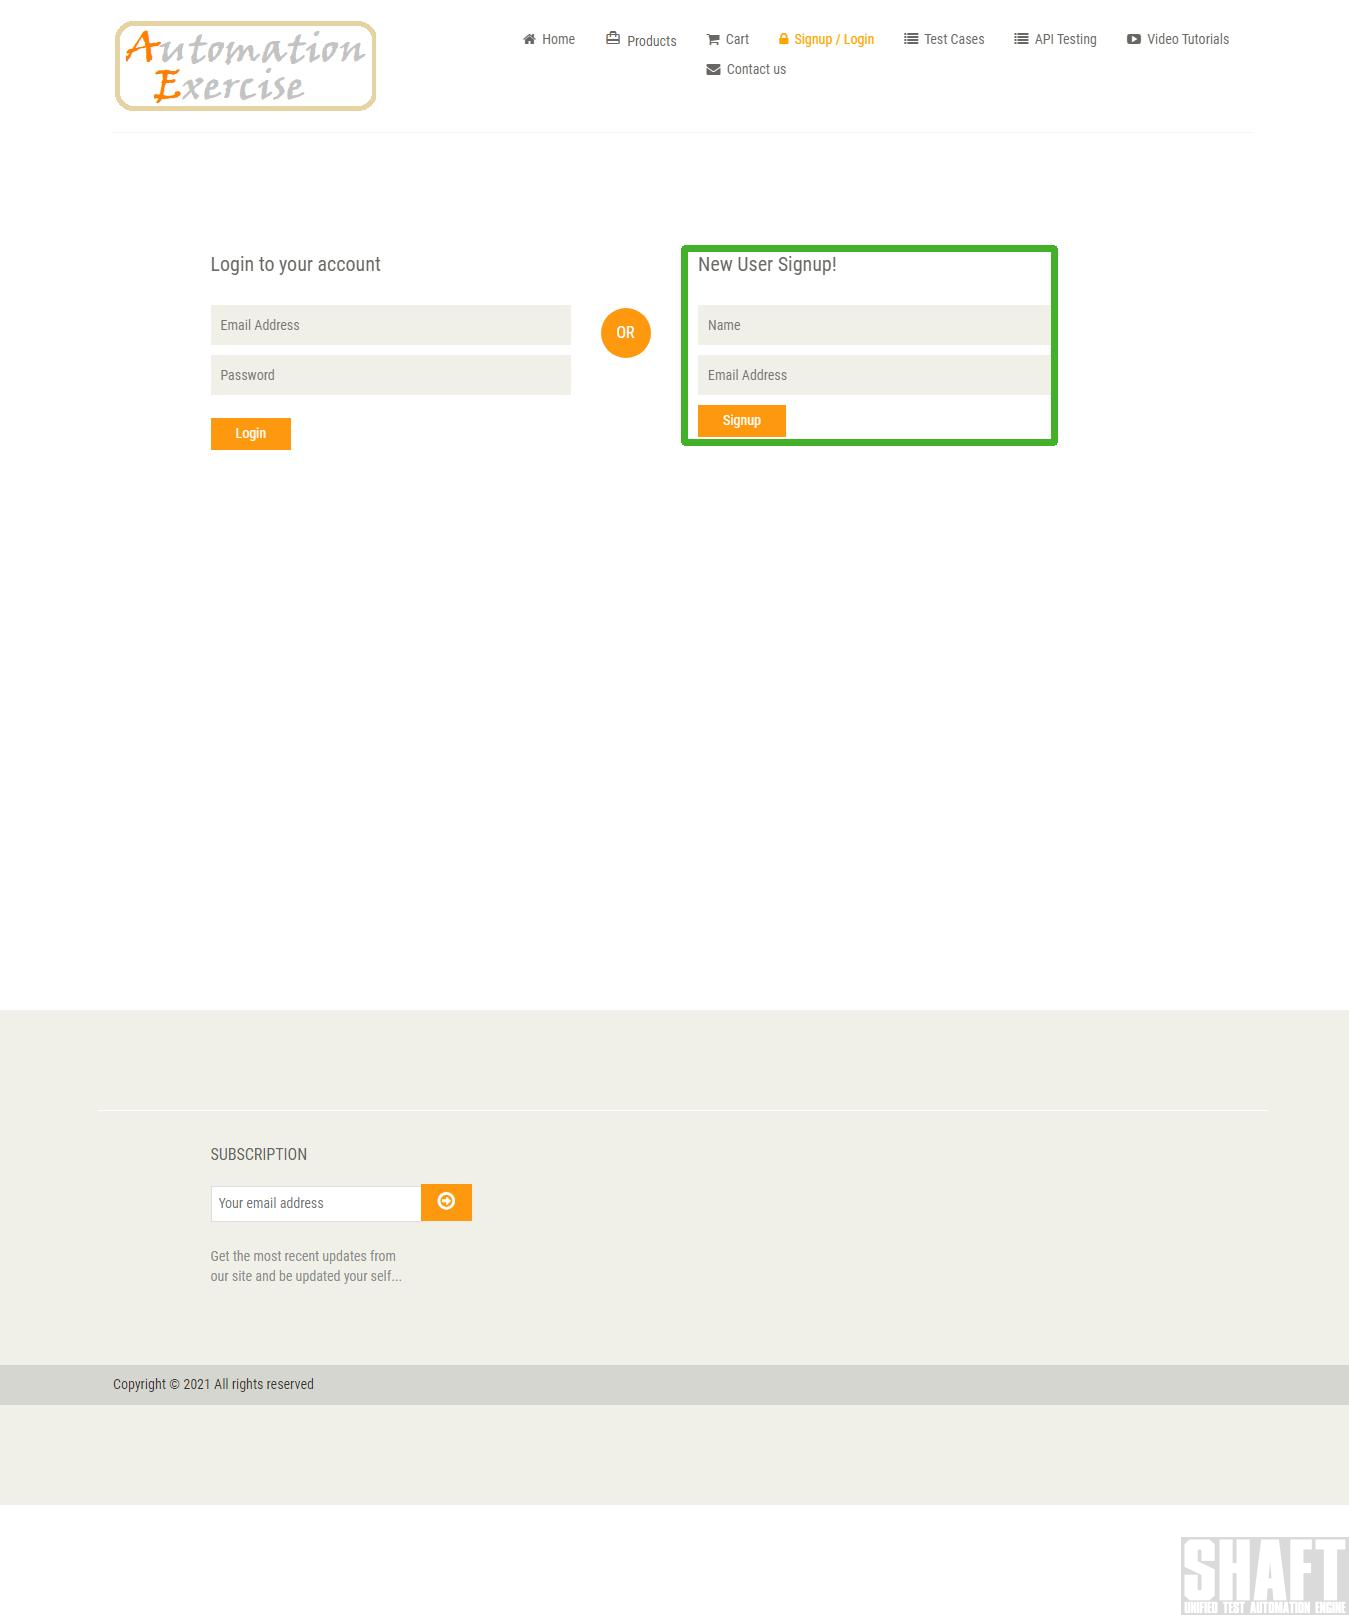 Automation
Exercise
Home
Products
Cart
Signup / Login
Test Cases
API Testing
Video Tutorials
Contact us
Login to your account
Email Address
Password
Login
OR
New User Signup!
Name
Email Address
Signup
SUBSCRIPTION
Your email address
Get the most recent updates from
our site and be updated your self...
Copyright © 2021 All rights reserved
SHAFT
UNIFIED TEST AUTOMATION ENGINE